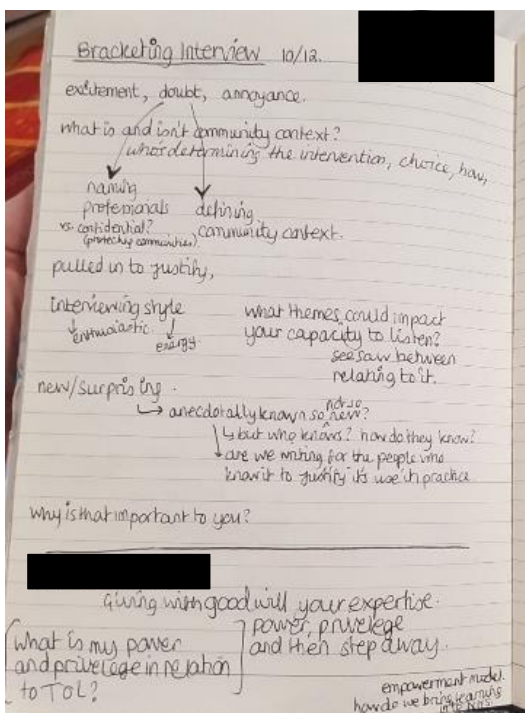 Bracketing Interview 10/12.
excitement, doubt, annoyance.
what is and isn't community context?
who's determining the intervention, choice, how,
naming
professionals
vs. confidential?
(protecting communities)
defining
community context.
pulled in to justify,
Interviewing style
enthusiastic
energy
what themes could impact
your capacity to listen?
see saw between
relating to it.
new/surprising.
not so
anecdotally known so new?
but who knows? how do they know?
are we writing for the people who
know it to justify its use in practice
why is that important to you?
Giving with good will your expertise.
power, privelege
and then step away.
What is my power
and privelege in relation
to TOL?
empowerment model.
how do we bring learning